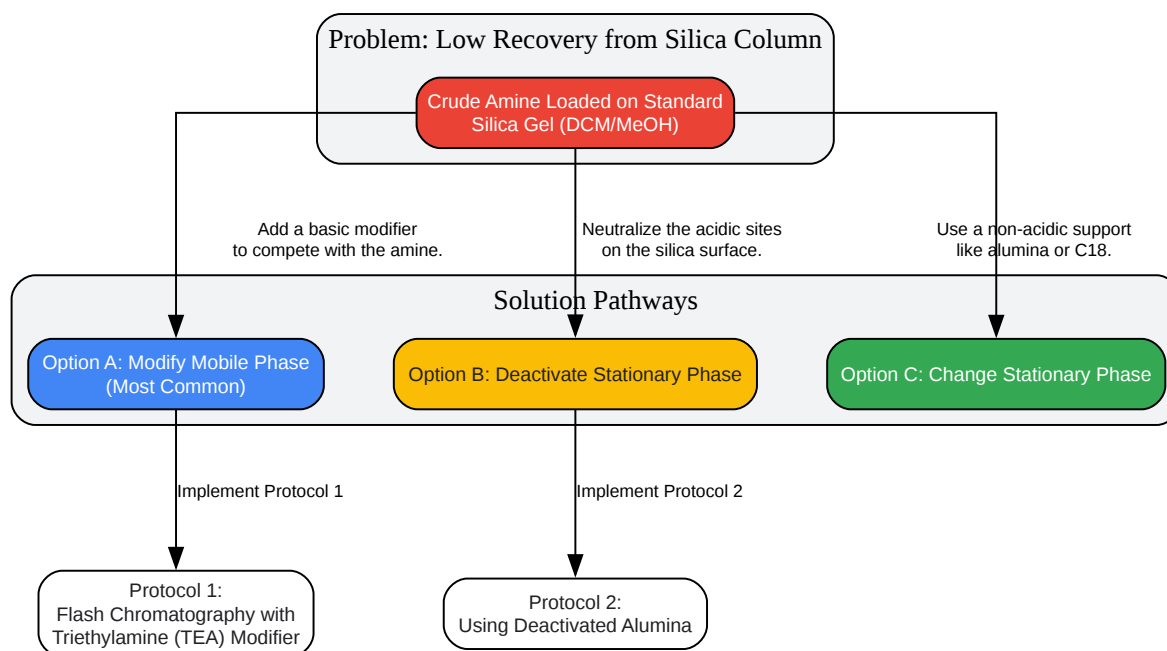 Problem: Low Recovery from Silica Column
Crude Amine Loaded on Standard
Silica Gel (DCM/MeOH)
Add a basic modifier
to compete with the amine.
Neutralize the acidic sites
on the silica surface.
Use a non-acidic support
like alumina or C18.
Solution Pathways
Option A: Modify Mobile Phase
(Most Common)
Option B: Deactivate Stationary Phase
Option C: Change Stationary Phase
Implement Protocol 1
Implement Protocol 2
Protocol 1:
Flash Chromatography with
Triethylamine (TEA) Modifier
Protocol 2:
Using Deactivated Alumina